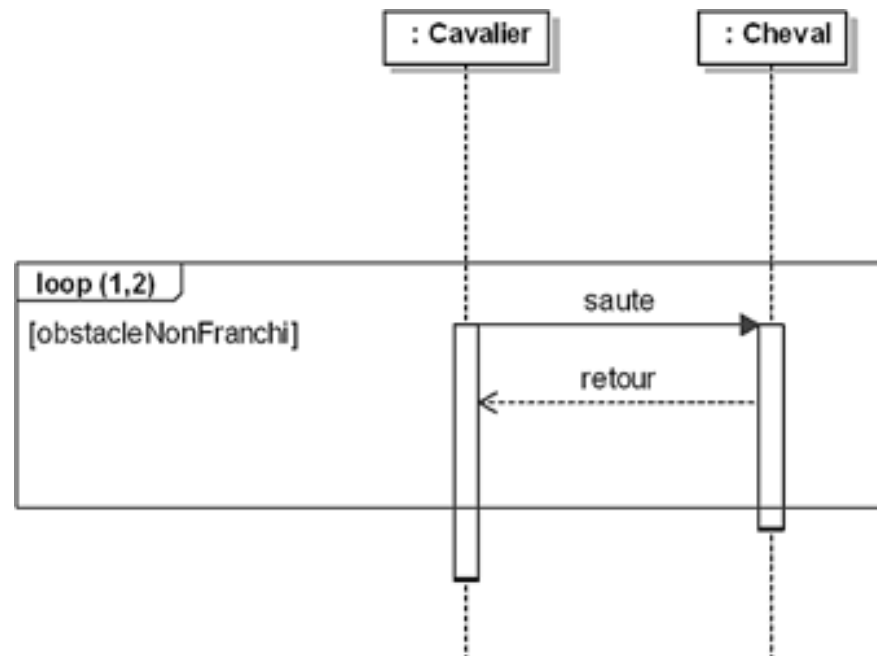 : Cavalier
: Cheval
loop (1,2)
[obstacleNonFranchi]
saute
retour